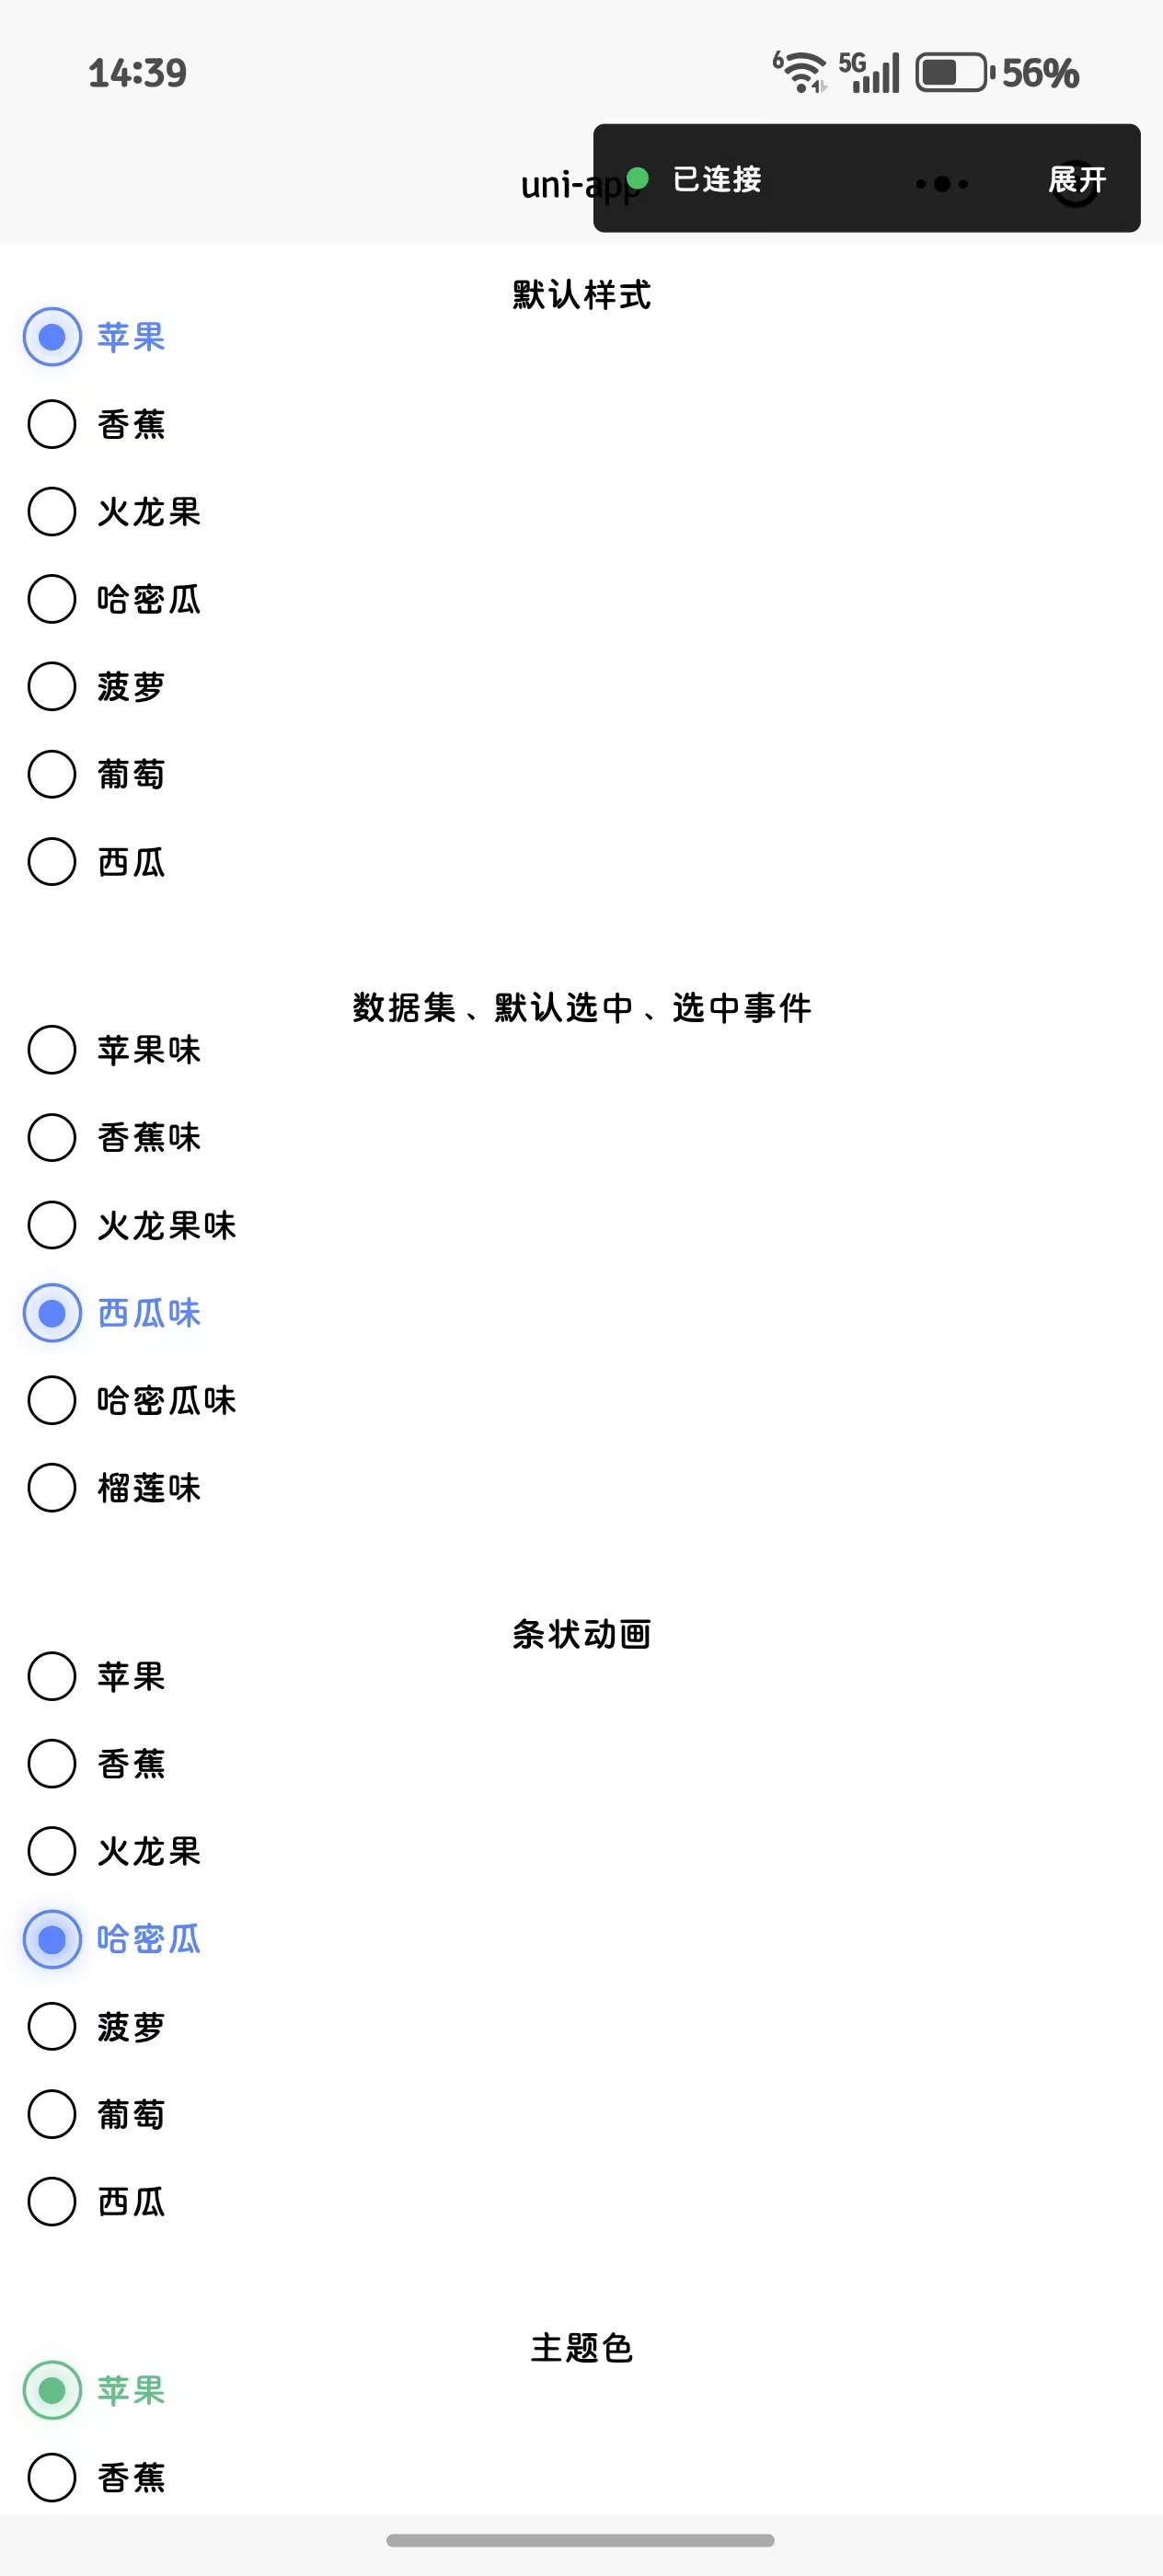 14:39
6 5G 56%
uni-app
已连接
展开
默认样式
苹果
香蕉
火龙果
哈密瓜
菠萝
葡萄
西瓜
数据集、默认选中、选中事件
苹果味
香蕉味
火龙果味
西瓜味
哈密瓜味
榴莲味
条状动画
苹果
香蕉
火龙果
哈密瓜
菠萝
葡萄
西瓜
主题色
苹果
香蕉